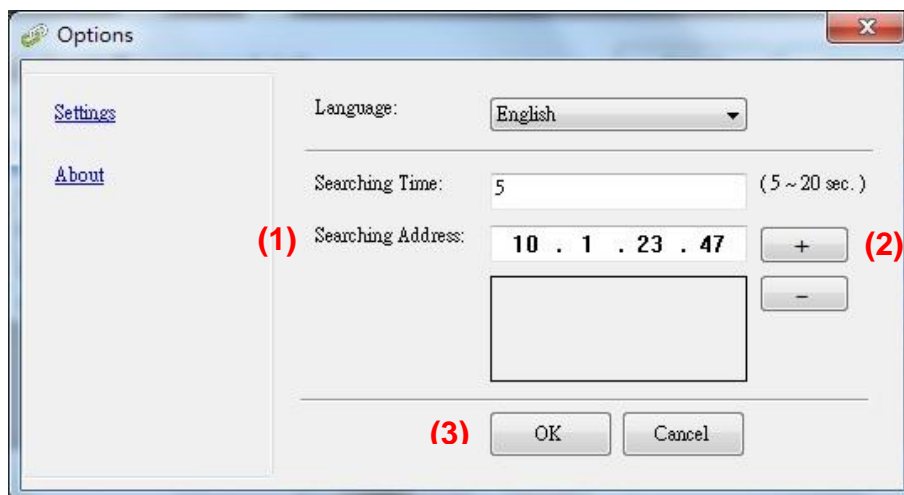 Options
Settings
Language: English
About
Searching Time: 5 ( 5 ~ 20 sec. )
(1) Searching Address: 10 . 1 . 23 . 47 + (2)
−
(3) OK Cancel